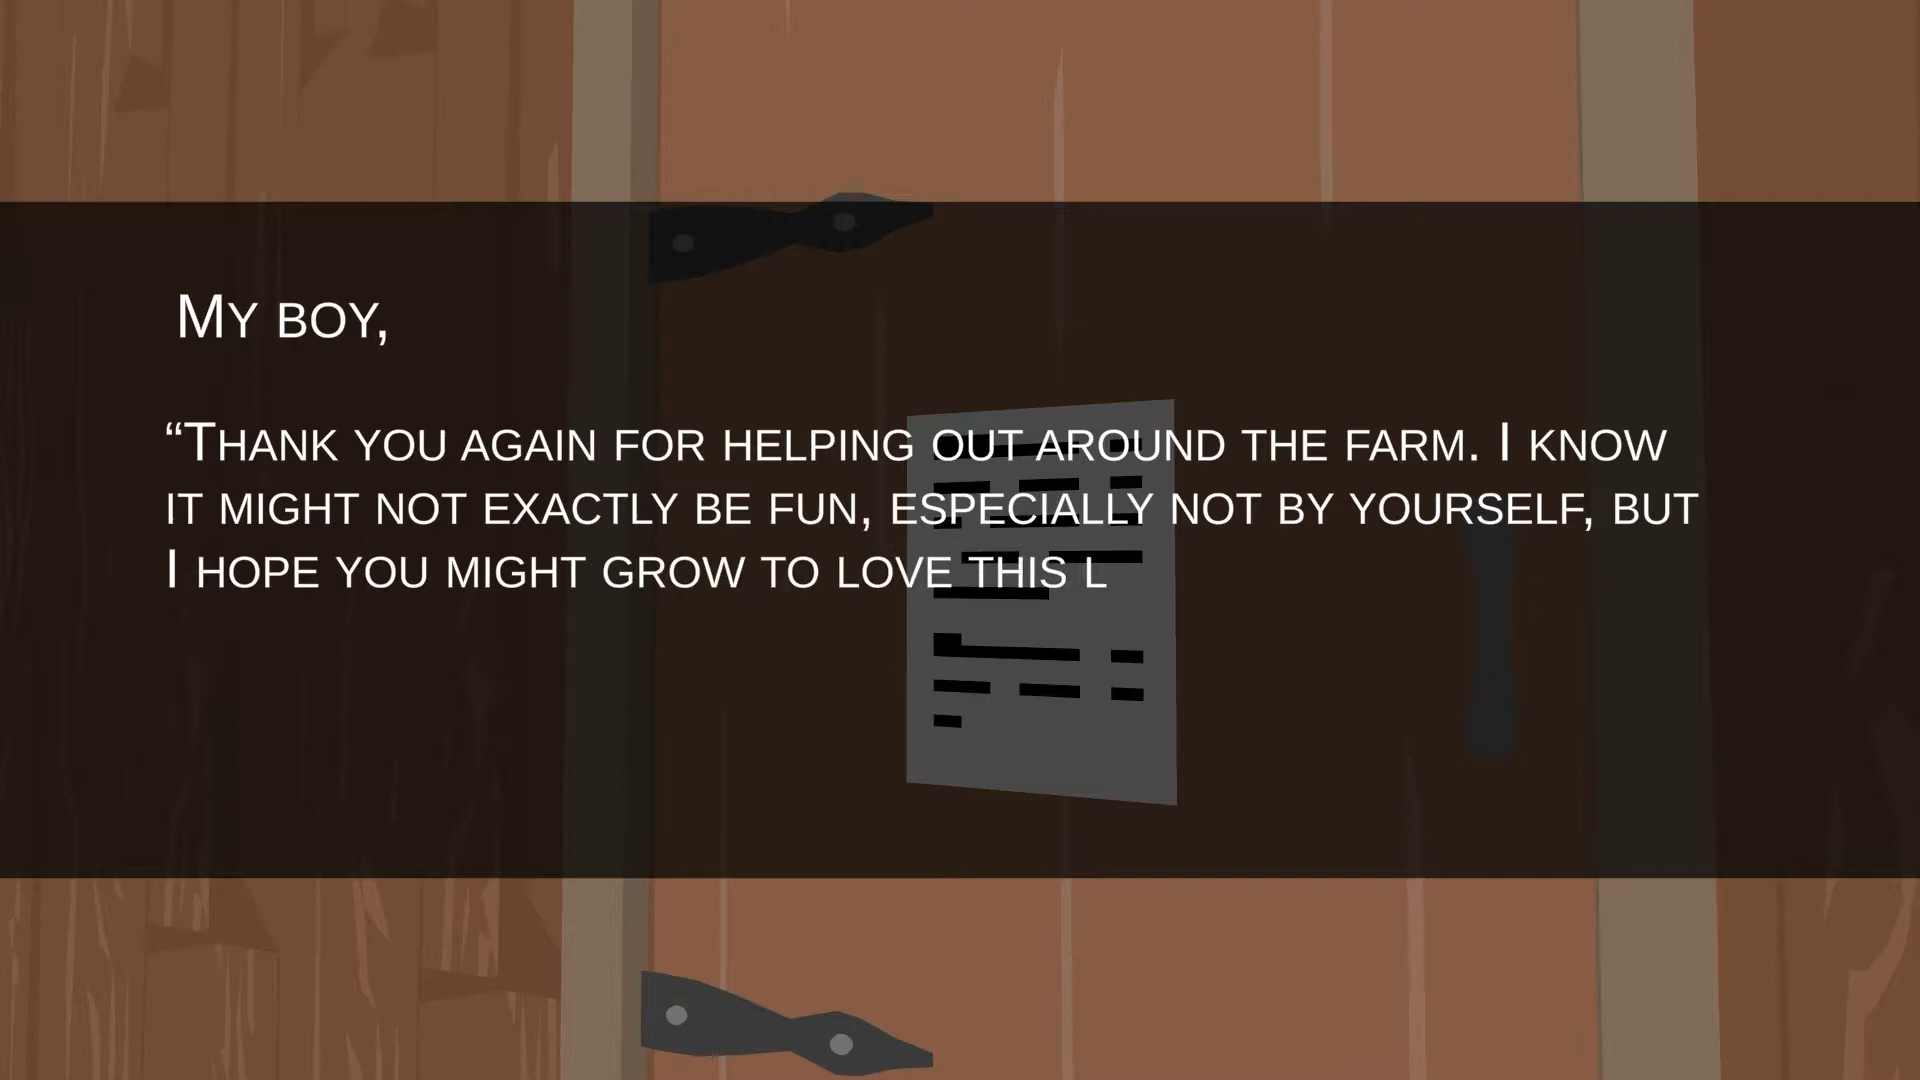 My boy,
“Thank you again for helping out around the farm. I know
it might not exactly be fun, especially not by yourself, but
I hope you might grow to love this l